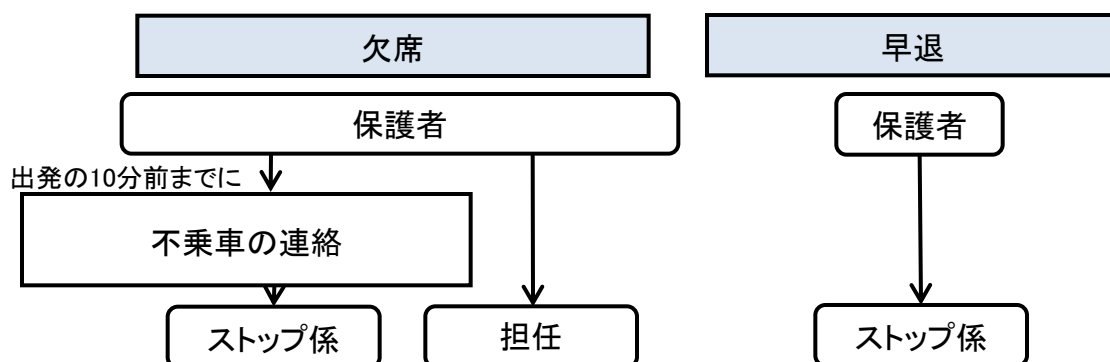 欠席
早退
保護者
保護者
出発の10分前までに
不乗車の連絡
ストップ係
担任
ストップ係